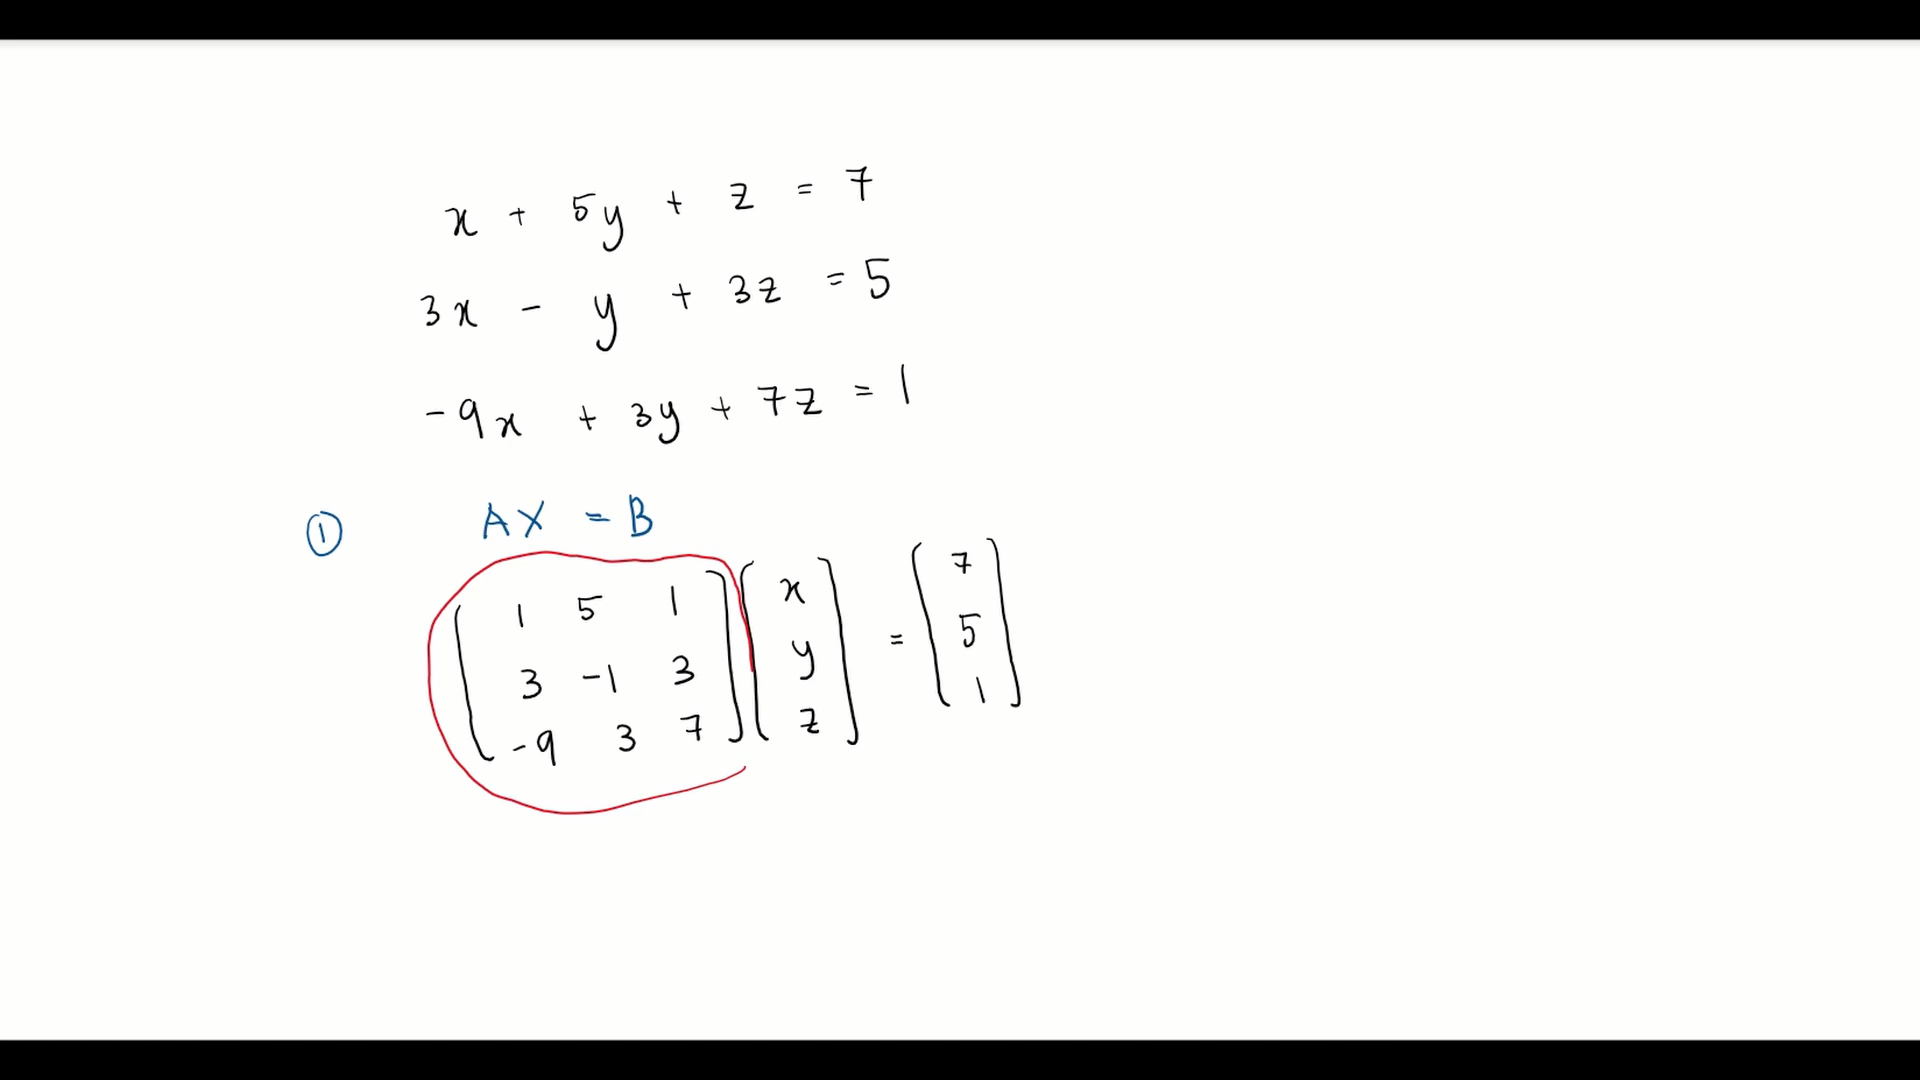 x + 5y + z = 7
3x - y + 3z = 5
-9x + 3y + 7z = 1
① AX = B
[1 5 1] [x] = [7]
[3 -1 3] [y] [5]
[-9 3 7] [z] [1]